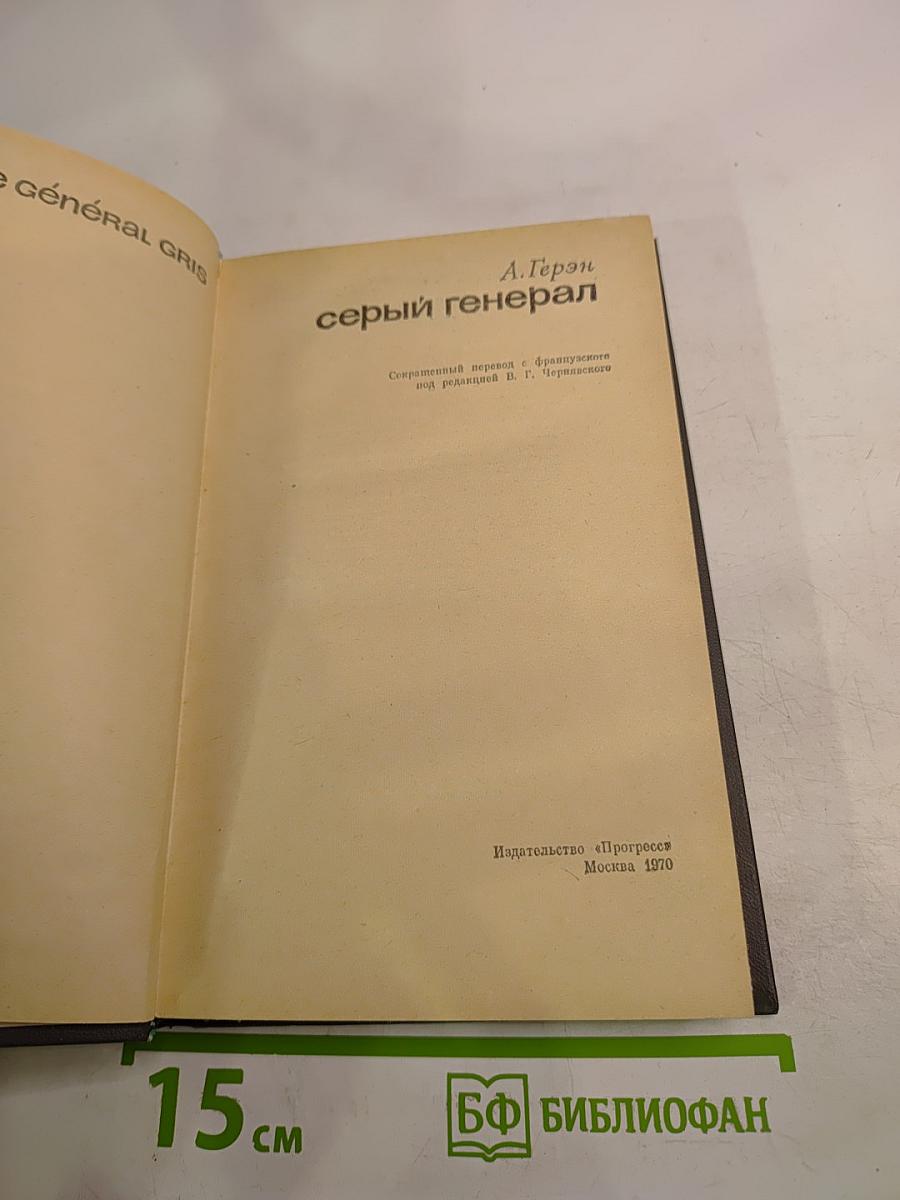 e Général Gris
А. Герэн
серый генерал
Сокращенный перевод с французского
под редакцией В. Г. Чернявского
Издательство «Прогресс»
Москва 1970
15 см
БФ БИБЛИОФАН